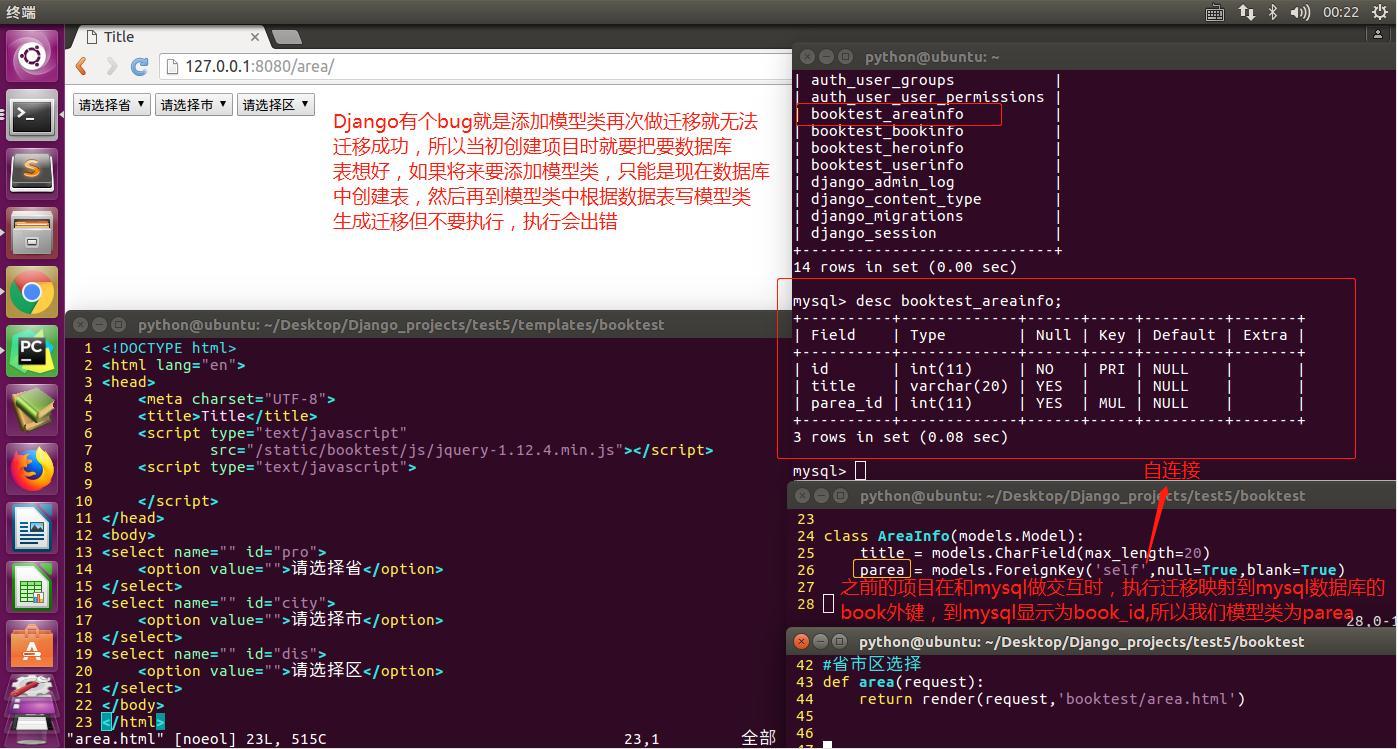 终端
00:22
Title
127.0.0.1:8080/area/
请选择省 请选择市 请选择区
Django有个bug就是添加模型类再次做迁移就无法
迁移成功，所以当初创建项目时就要把要数据库
表想好，如果将来要添加模型类，只能是现在数据库
中创建表，然后再到模型类中根据数据表写模型类
生成迁移但不要执行，执行会出错
python@ubuntu: ~/Desktop/Django_projects/test5/templates/booktest
1 <!DOCTYPE html>
2 <html lang="en">
3 <head>
4     <meta charset="UTF-8">
5     <title>Title</title>
6     <script type="text/javascript"
7             src="/static/booktest/js/jquery-1.12.4.min.js"></script>
8     <script type="text/javascript">
9
10     </script>
11 </head>
12 <body>
13 <select name="" id="pro">
14     <option value="">请选择省</option>
15 </select>
16 <select name="" id="city">
17     <option value="">请选择市</option>
18 </select>
19 <select name="" id="dis">
20     <option value="">请选择区</option>
21 </select>
22 </body>
23 </html>
"area.html" [noeol] 23L, 515C 23,1 全部
python@ubuntu: ~
| auth_user_groups           |
| auth_user_user_permissions |
| booktest_areainfo          |
| booktest_bookinfo          |
| booktest_heroinfo          |
| booktest_userinfo          |
| django_admin_log           |
| django_content_type        |
| django_migrations          |
| django_session             |
+----------------------------+
14 rows in set (0.00 sec)
mysql> desc booktest_areainfo;
+----------+-------------+------+-----+---------+-------+
| Field    | Type        | Null | Key | Default | Extra |
+----------+-------------+------+-----+---------+-------+
| id       | int(11)     | NO   | PRI | NULL    |       |
| title    | varchar(20) | YES  |     | NULL    |       |
| parea_id | int(11)     | YES  | MUL | NULL    |       |
+----------+-------------+------+-----+---------+-------+
3 rows in set (0.08 sec)
mysql>
自连接
python@ubuntu: ~/Desktop/Django_projects/test5/booktest
23
24 class AreaInfo(models.Model):
25     title = models.CharField(max_length=20)
26     parea = models.ForeignKey('self',null=True,blank=True)
27
28
之前的项目在和mysql做交互时，执行迁移映射到mysql数据库的
book外键，到mysql显示为book_id,所以我们模型类为parea
28,0-1
python@ubuntu: ~/Desktop/Django_projects/test5/booktest
42 #省市区选择
43 def area(request):
44     return render(request,'booktest/area.html')
45
46